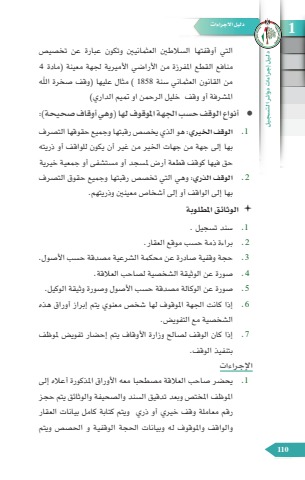 دليل الاجراءات
1
دليل اجراءات دوائر التسجيل
التي أوقفتها السلاطين العثمانيين وتكون عبارة عن تخصيص
منافع القطع المفرزة من الأراضي الأميرية لجهة معينة (مادة 4
من القانون العثماني سنة 1858 ) مثال عليها (وقف صخرة الله
المشرفة أو وقف خليل الرحمن او تميم الداري)
• أنواع الوقف حسب الجهة الموقوف لها (وهي أوقاف صحيحة):
1. الوقف الخيري: هو الذي يخصص رقبتها وجميع حقوقها التصرف
بها إلى جهة من جهات الخير من غير أن يكون للواقف أو ذريته
حق فيها كوقف قطعة أرض لمسجد أو مستشفى أو جمعية خيرية
2. الوقف الذري: وهي التي تخصص رقبتها وجميع حقوق التصرف
بها إلى الواقف أو إلى أشخاص معينين وذريتهم.
الوثائق المطلوبة
1. سند تسجيل .
2. براءة ذمة حسب موقع العقار.
3. حجة وقفية صادرة عن محكمة الشرعية مصدقة حسب الأصول.
4. صورة عن الوثيقة الشخصية لصاحب العلاقة.
5. صورة عن الوكالة مصدقة حسب الأصول وصورة وثيقة الوكيل.
6. إذا كانت الجهة الموقوف لها شخص معنوي يتم إبراز أوراق هذه
الشخصية مع التفويض.
7. إذا كان الوقف لصالح وزارة الأوقاف يتم إحضار تفويض لموظف
بتنفيذ الوقف.
الإجراءات
1. يحضر صاحب العلاقة مصطحبا معه الأوراق المذكورة أعلاه إلى
الموظف المختص وبعد تدقيق السند والصحيفة والوثائق يتم حجز
رقم معاملة وقف خيري أو ذري ويتم كتابة كامل بيانات العقار
والواقف والموقوف له وبيانات الحجة الوقفية و الحصص ويتم
110